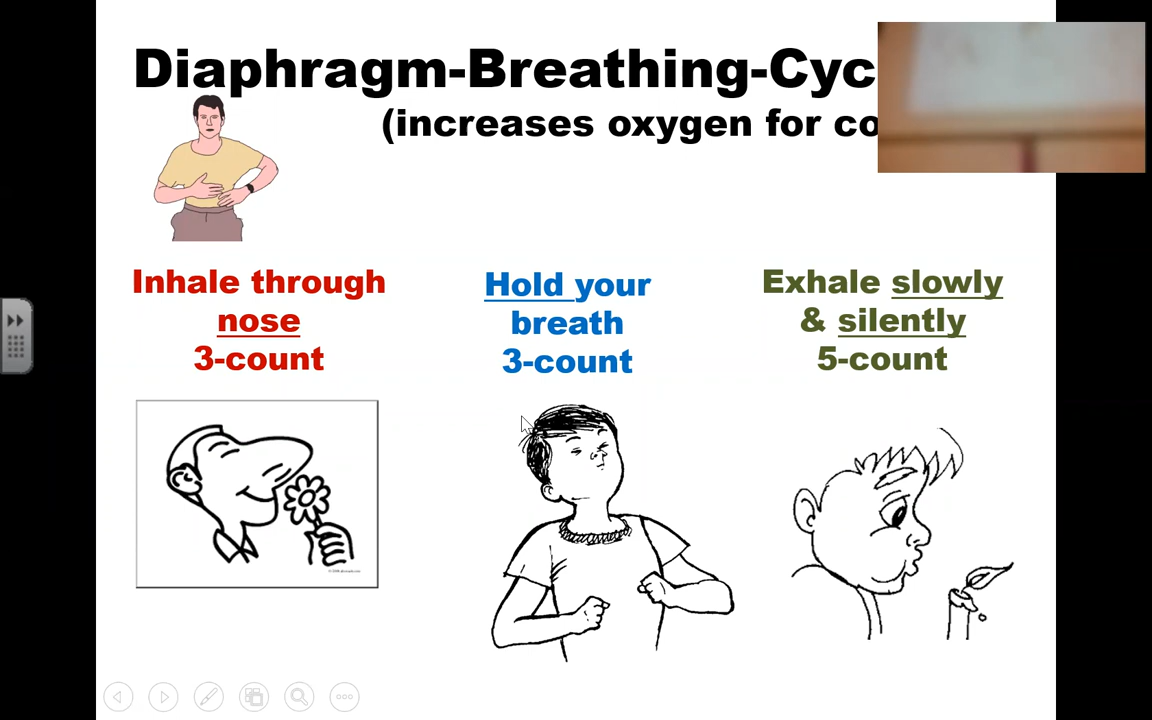 Diaphragm-Breathing-Cyc
(increases oxygen for co
Inhale through
nose
3-count
Hold your
breath
3-count
Exhale slowly
& silently
5-count